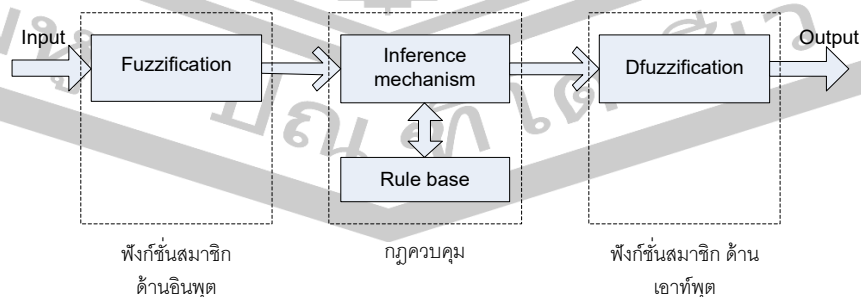 Input
Output
Fuzzification
Inference
mechanism
Dfuzzification
Rule base
ฟังก์ชั่นสมาชิก
ด้านอินพุต
กฎควบคุม
ฟังก์ชั่นสมาชิก ด้าน
เอาท์พุต